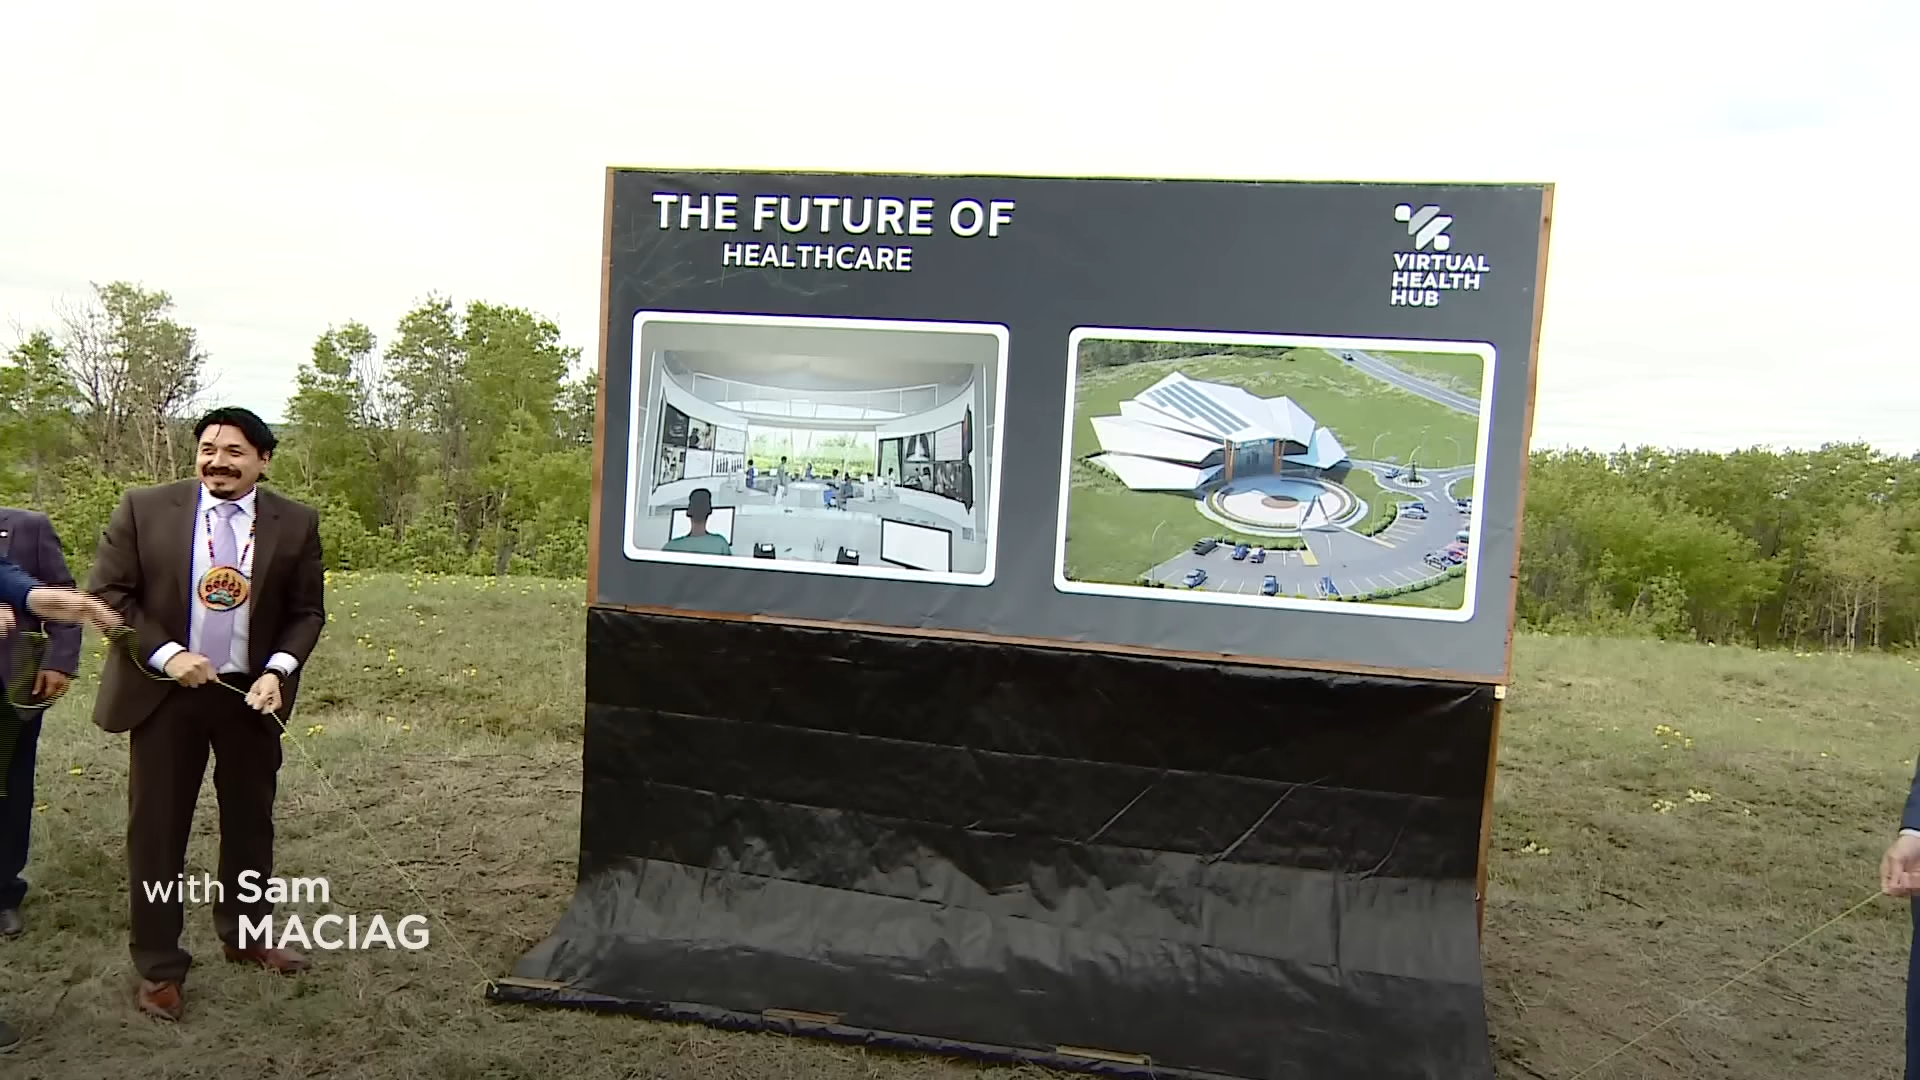 THE FUTURE OF
HEALTHCARE
VIRTUAL
HEALTH
HUB
with Sam
MACIAG